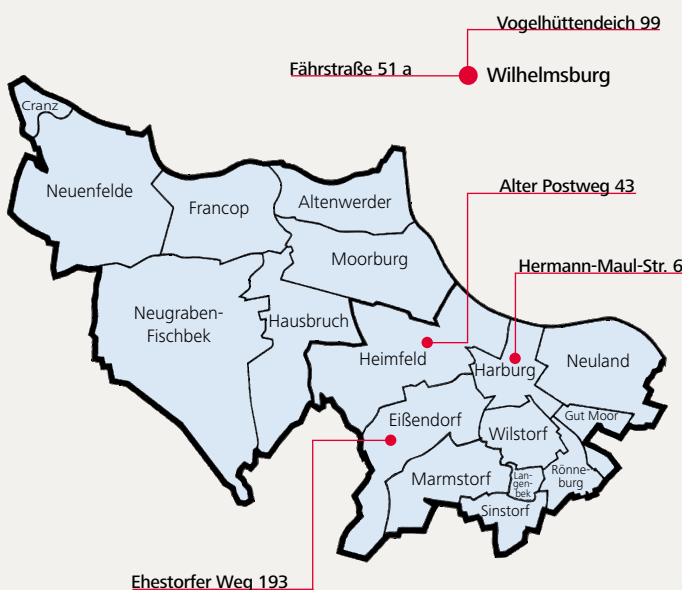 Vogelhüttendeich 99
Fährstraße 51 a
Wilhelmsburg
Cranz
Neuenfelde
Francop
Altenwerder
Alter Postweg 43
Moorburg
Hermann-Maul-Str. 6
Neugraben-
Fischbek
Hausbruch
Heimfeld
Harburg
Neuland
Eißendorf
Gut Moor
Wilstorf
Marmstorf
Lan-
gen-
bek
Rönne-
burg
Sinstorf
Ehestorfer Weg 193